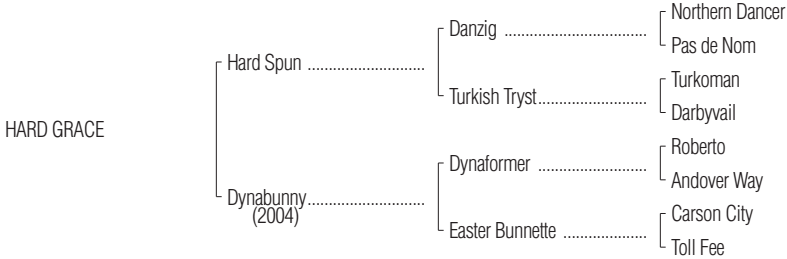 Northern Dancer
Danzig ..................................
Pas de Nom
Hard Spun ............................
Turkoman
Turkish Tryst..........................
Darbyvail
HARD GRACE
Roberto
Dynaformer ..........................
Andover Way
Dynabunny............................
(2004)
Carson City
Easter Bunnette ....................
Toll Fee